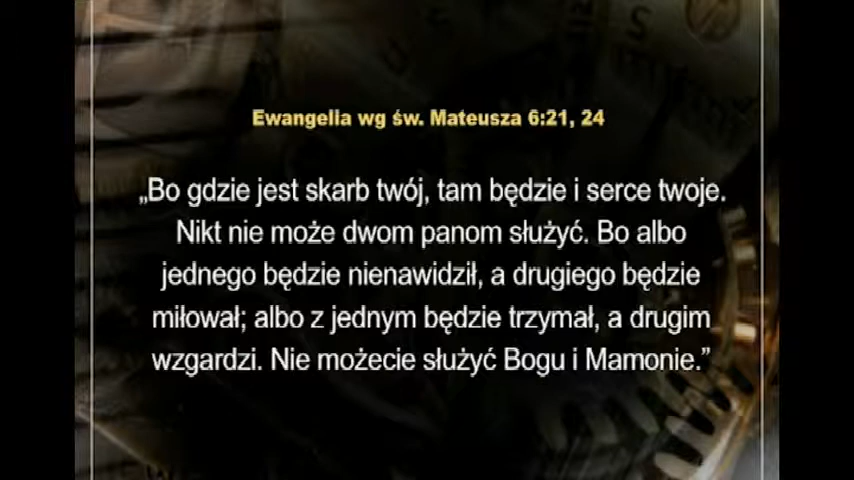 Ewangelia wg św. Mateusza 6:21, 24
„Bo gdzie jest skarb twój, tam będzie i serce twoje.
Nikt nie może dwom panom służyć. Bo albo
jednego będzie nienawidził, a drugiego będzie
miłował; albo z jednym będzie trzymał, a drugim
wzgardzi. Nie możecie służyć Bogu i Mamonie.”